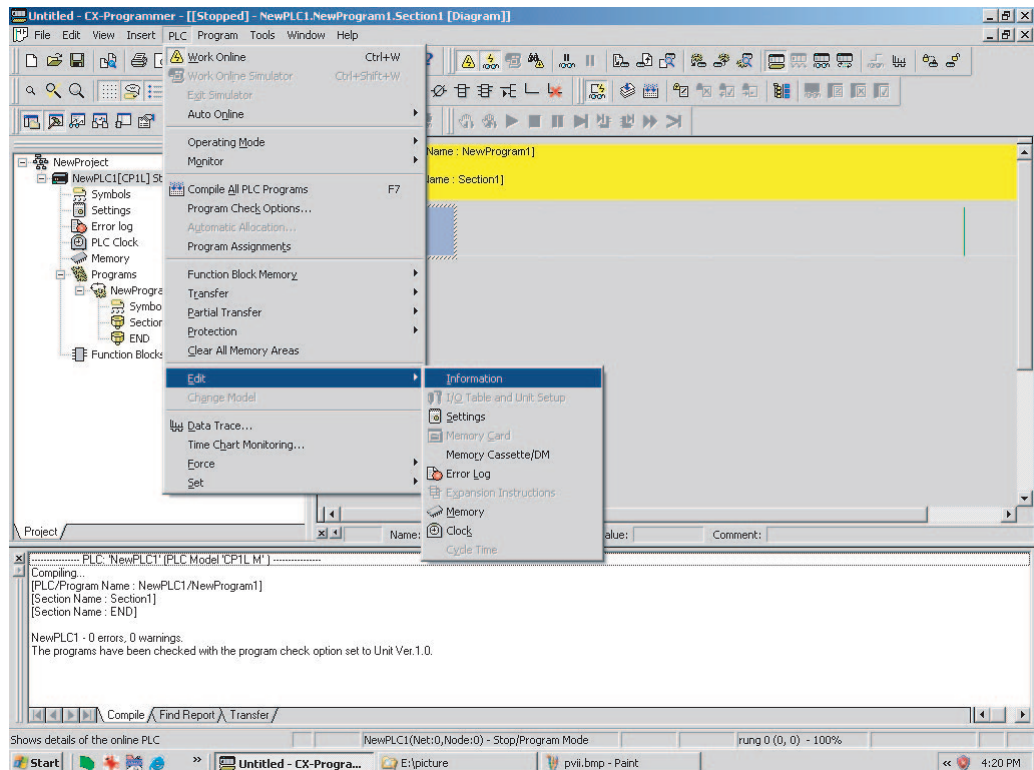 Untitled - CX-Programmer - [[Stopped] - NewPLC1.NewProgram1.Section1 [Diagram]]
File Edit View Insert PLC Program Tools Window Help
Work Online Ctrl+W
Work Online Simulator Ctrl+Shift+W
Exit Simulator
Auto Online
Operating Mode
Monitor
Compile All PLC Programs F7
Program Check Options...
Automatic Allocation...
Program Assignments
Function Block Memory
Transfer
Partial Transfer
Protection
Clear All Memory Areas
Edit
Change Model
Data Trace...
Time Chart Monitoring...
Force
Set
Information
I/O Table and Unit Setup
Settings
Memory Card
Memory Cassette/DM
Error Log
Expansion Instructions
Memory
Clock
Cycle Time
NewProject
NewPLC1[CP1L] St
Symbols
Settings
Error log
PLC Clock
Memory
Programs
NewProgra
Symbo
Section
END
Function Blocks
Name : NewProgram1]
Name : Section1]
Project
Name:
alue:
Comment:
---------------- PLC: 'NewPLC1' (PLC Model 'CP1L M' ) ----------------
Compiling...
[PLC/Program Name : NewPLC1/NewProgram1]
[Section Name : Section1]
[Section Name : END]
NewPLC1 - 0 errors, 0 warnings.
The programs have been checked with the program check option set to Unit Ver.1.0.
Compile Find Report Transfer
Shows details of the online PLC
NewPLC1(Net:0,Node:0) - Stop/Program Mode
rung 0 (0, 0) - 100%
Start
Untitled - CX-Progra...
E:\picture
pvii.bmp - Paint
4:20 PM